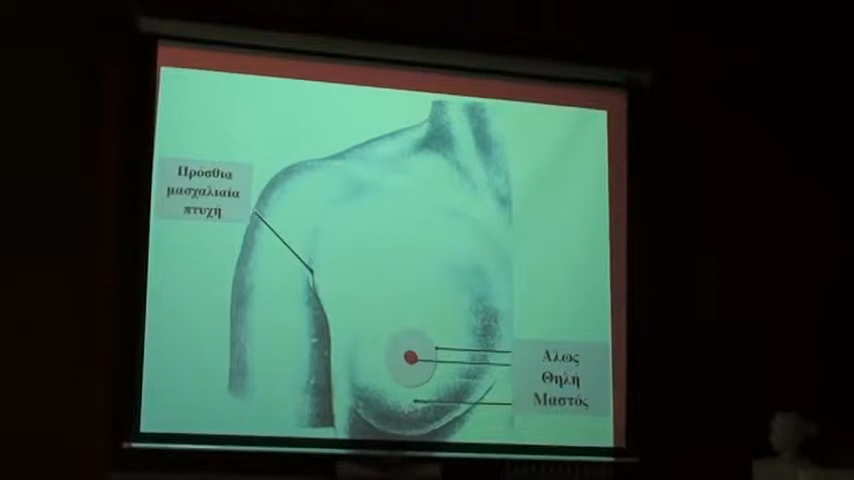 Πρόσθια
μασχαλιαία
πτυχή
Άλως
Θηλή
Μαστός